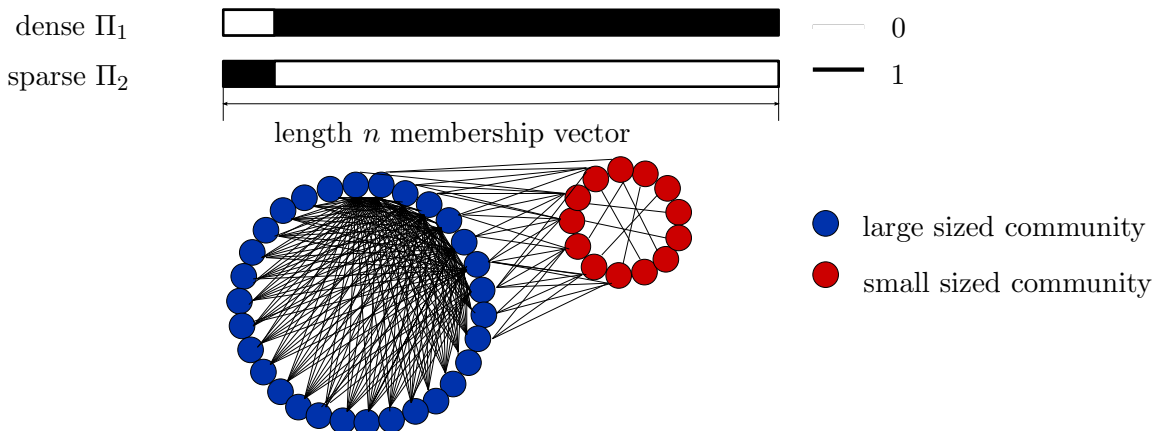 dense Π₁
0
sparse Π₂
1
length n membership vector
large sized community
small sized community